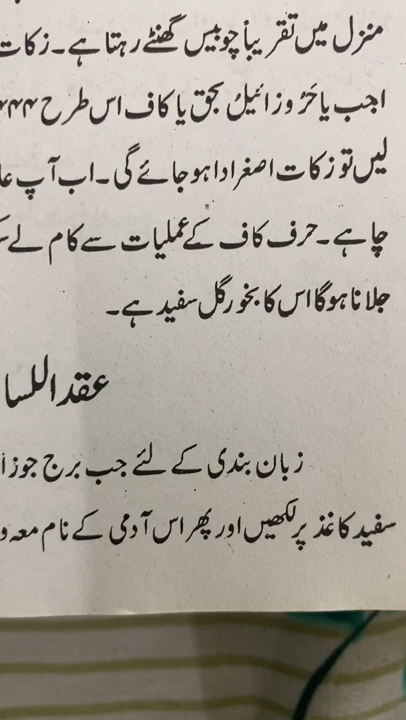 منزل میں تقریباً چوبیس گھنٹے رہتا ہے۔ زکات
اجب یا حَرُوزائیلُ بحق یا کاف اس طرح ۴۴۴
لیں تو زکات اصغر ادا ہو جائے گی۔ اب آپ عا
چاہے۔ حرف کاف کے عملیات سے کام لے
جلانا ہوگا اس کا بخور گل سفید ہے۔
عقد اللسا
زبان بندی کے لئے جب برج جوزا
سفید کاغذ پر لکھیں اور پھر اس آدمی کے نام معہ و